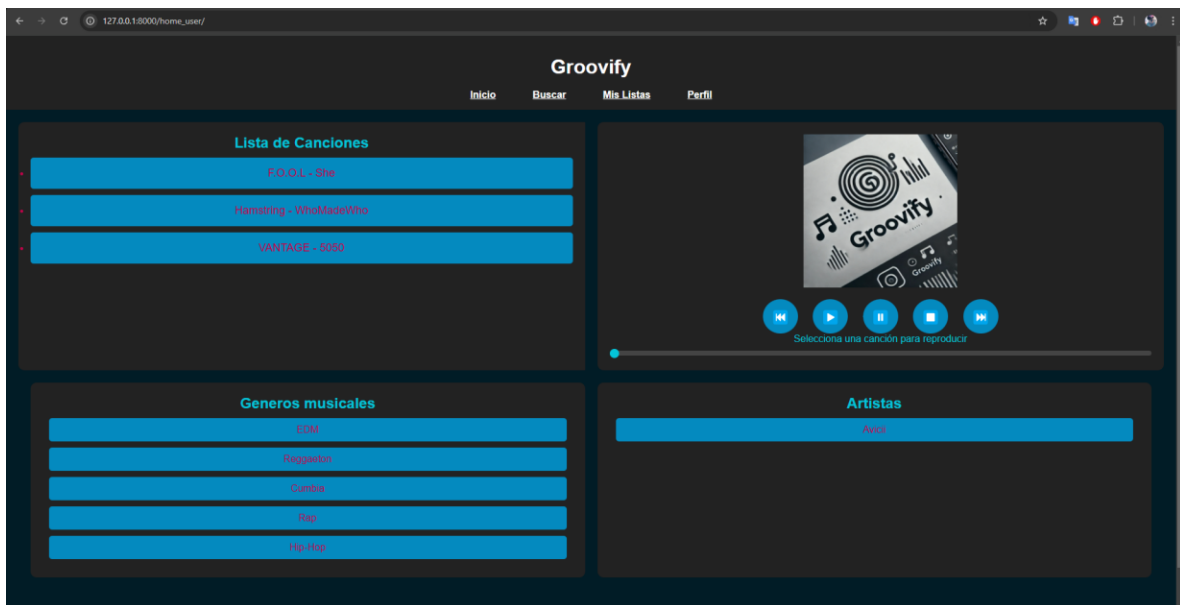 127.0.0.1:8000/home_user/
Groovify
Inicio Buscar Mis Listas Perfil
Lista de Canciones
F.O.O.L - She
Hamstring - WhoMadeWho
VANTAGE - 5050
Groovify
Groovify
Selecciona una canción para reproducir
Generos musicales
EDM
Reggaeton
Cumbia
Rap
Hip-Hop
Artistas
Avicii